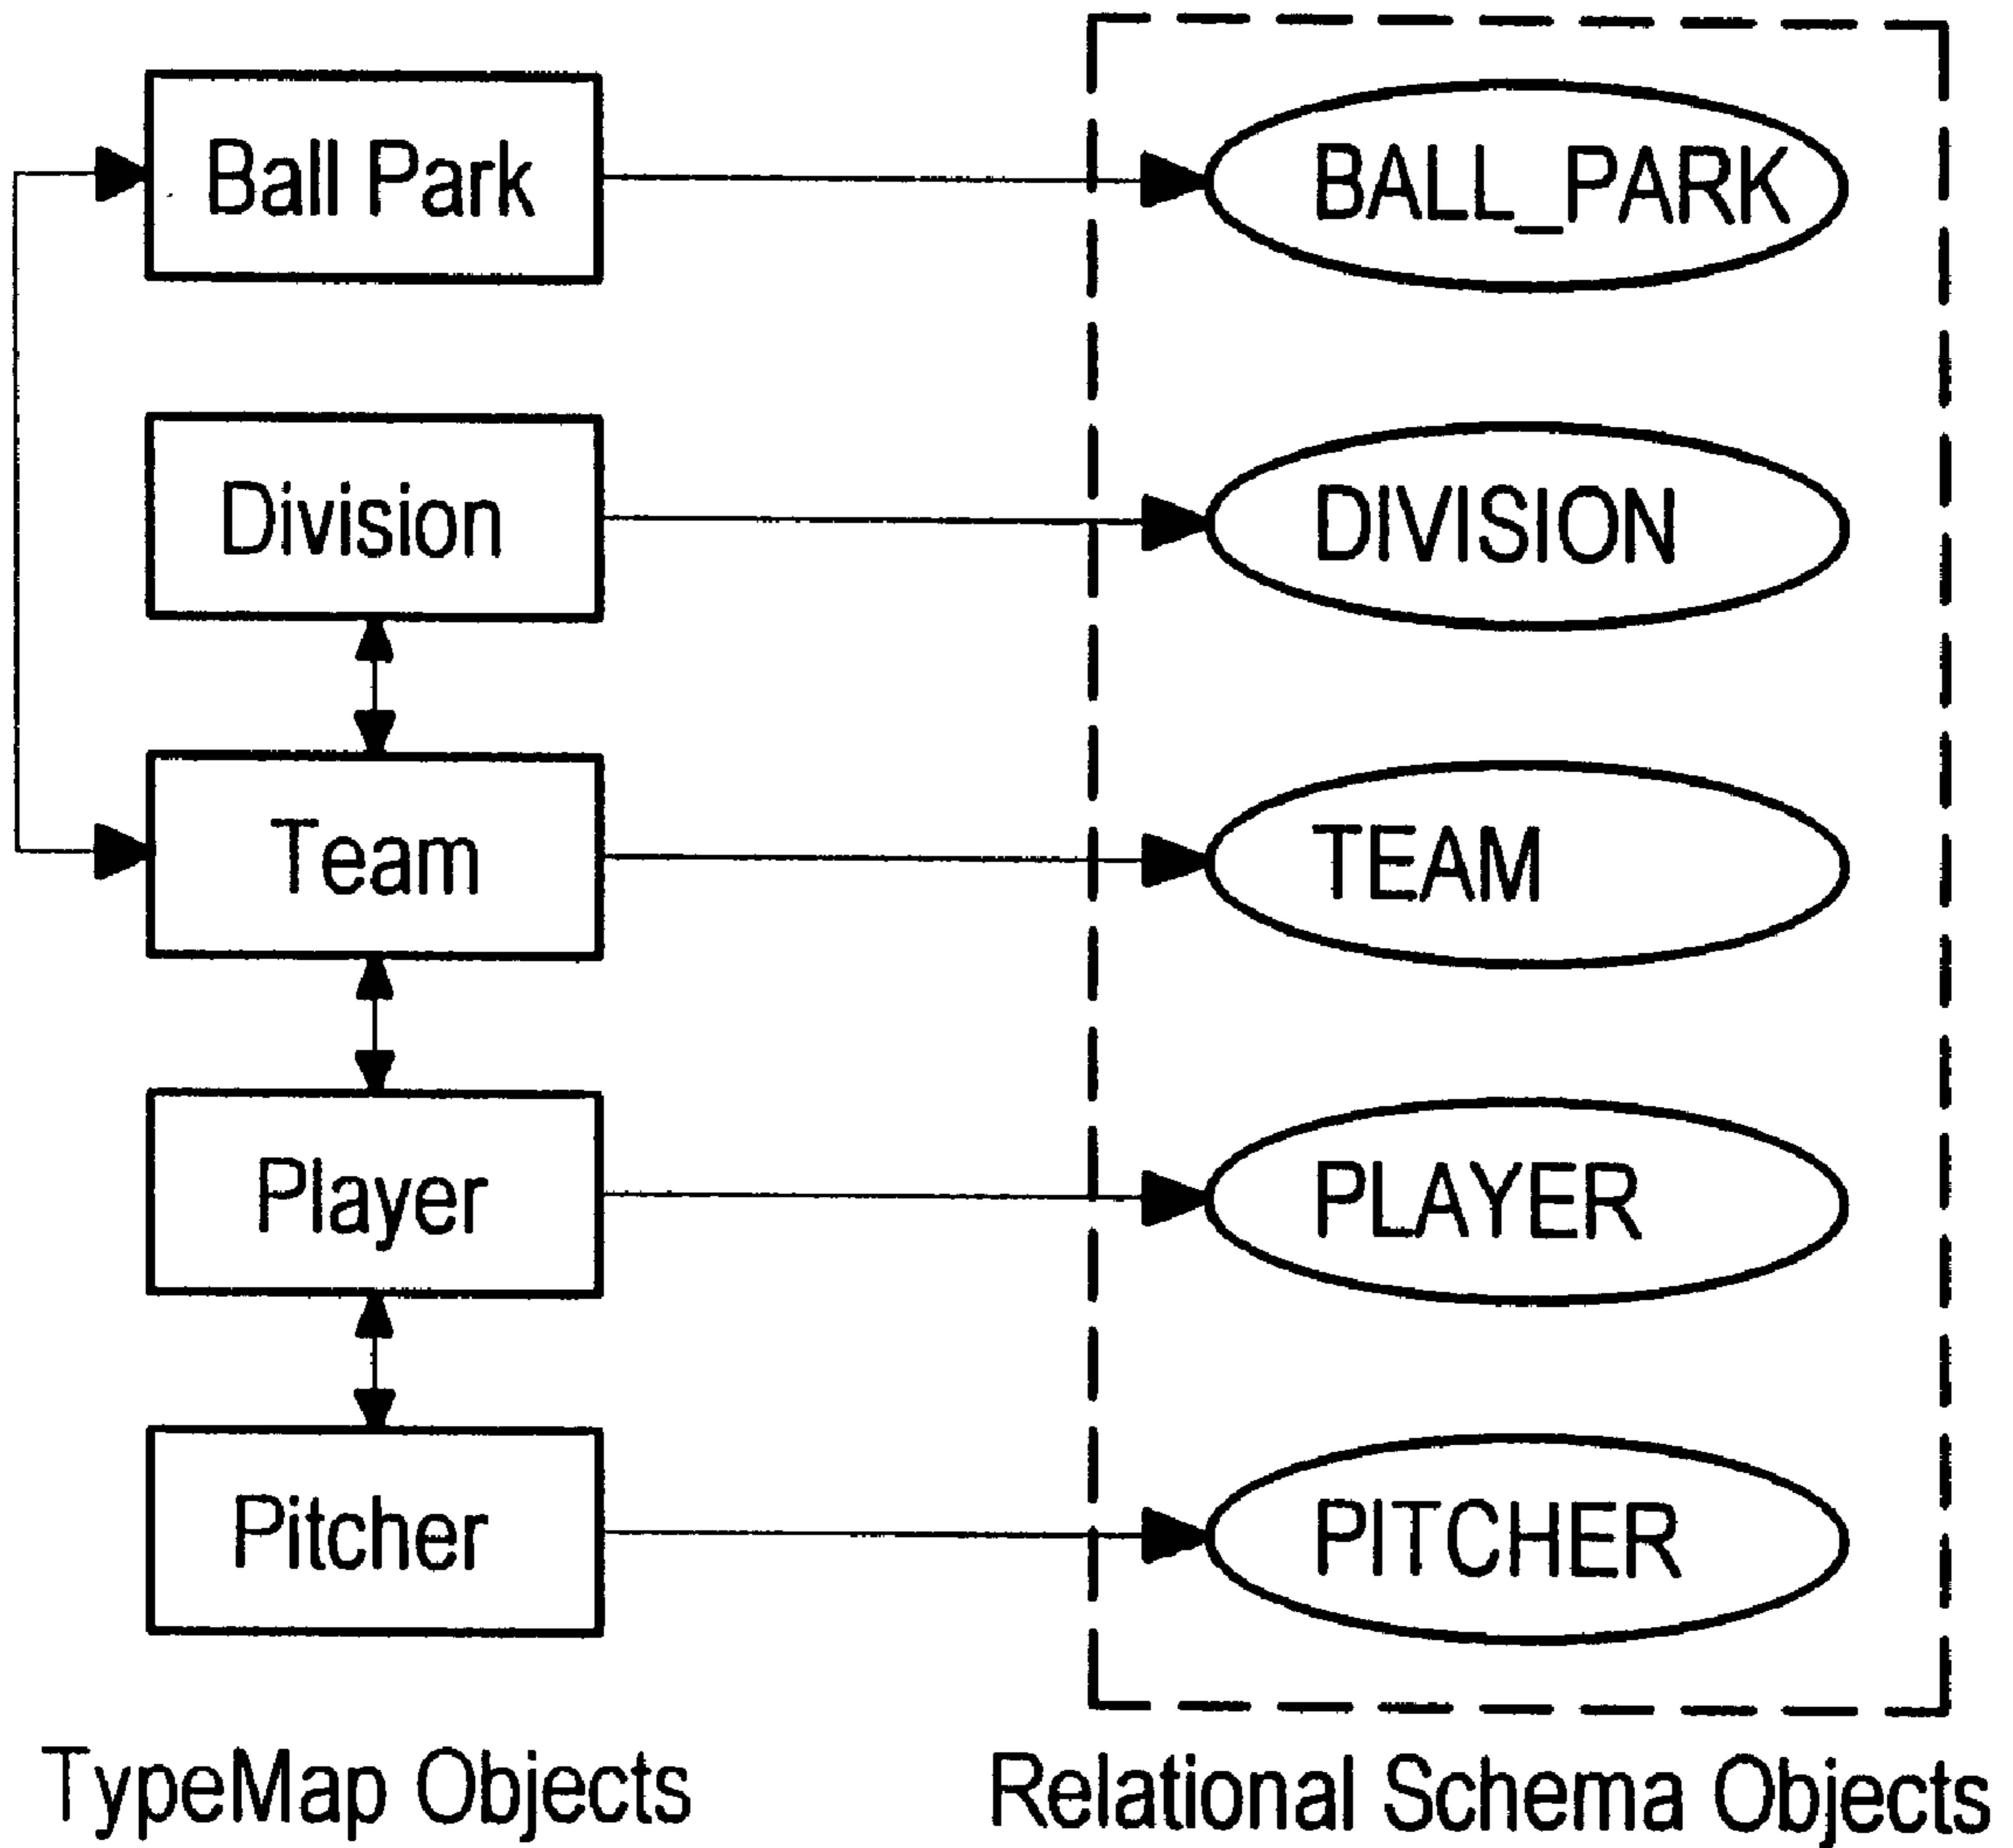 Ball Park
BALL_PARK
Division
DIVISION
Team
TEAM
Player
PLAYER
Pitcher
PITCHER
TypeMap Objects
Relational Schema Objects